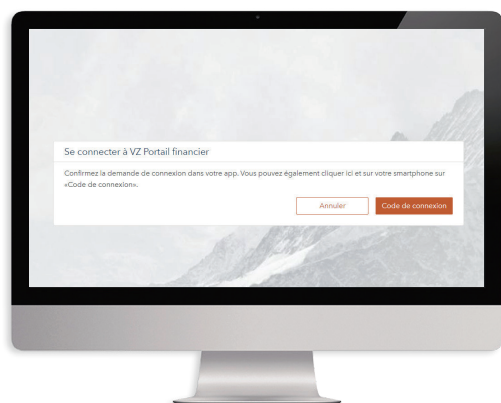 Se connecter à VZ Portail financier
Confirmez la demande de connexion dans votre app. Vous pouvez également cliquer ici et sur votre smartphone sur
«Code de connexion».
Annuler
Code de connexion